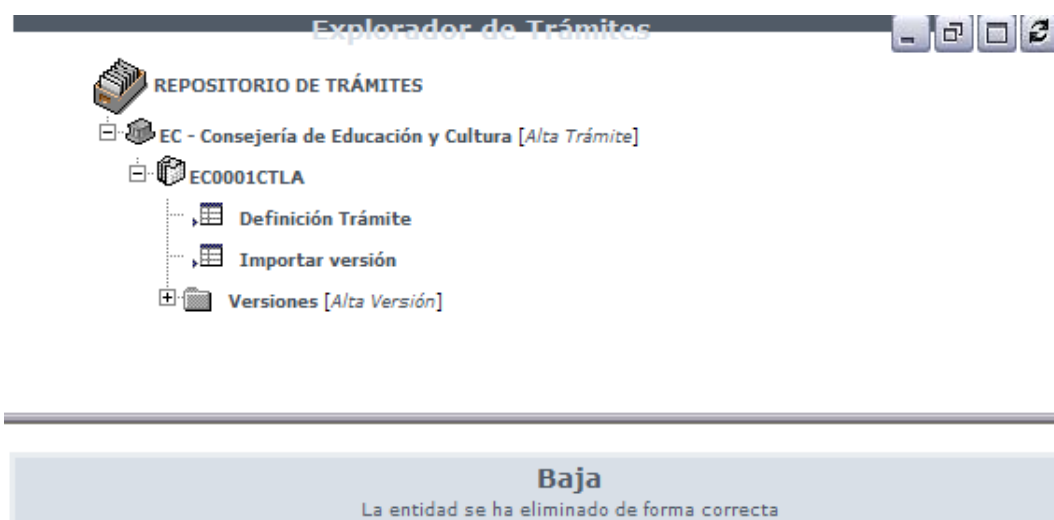 Explorador de Trámites
REPOSITORIO DE TRÁMITES
EC - Consejería de Educación y Cultura [Alta Trámite]
EC0001CTLA
Definición Trámite
Importar versión
Versiones [Alta Versión]
Baja
La entidad se ha eliminado de forma correcta